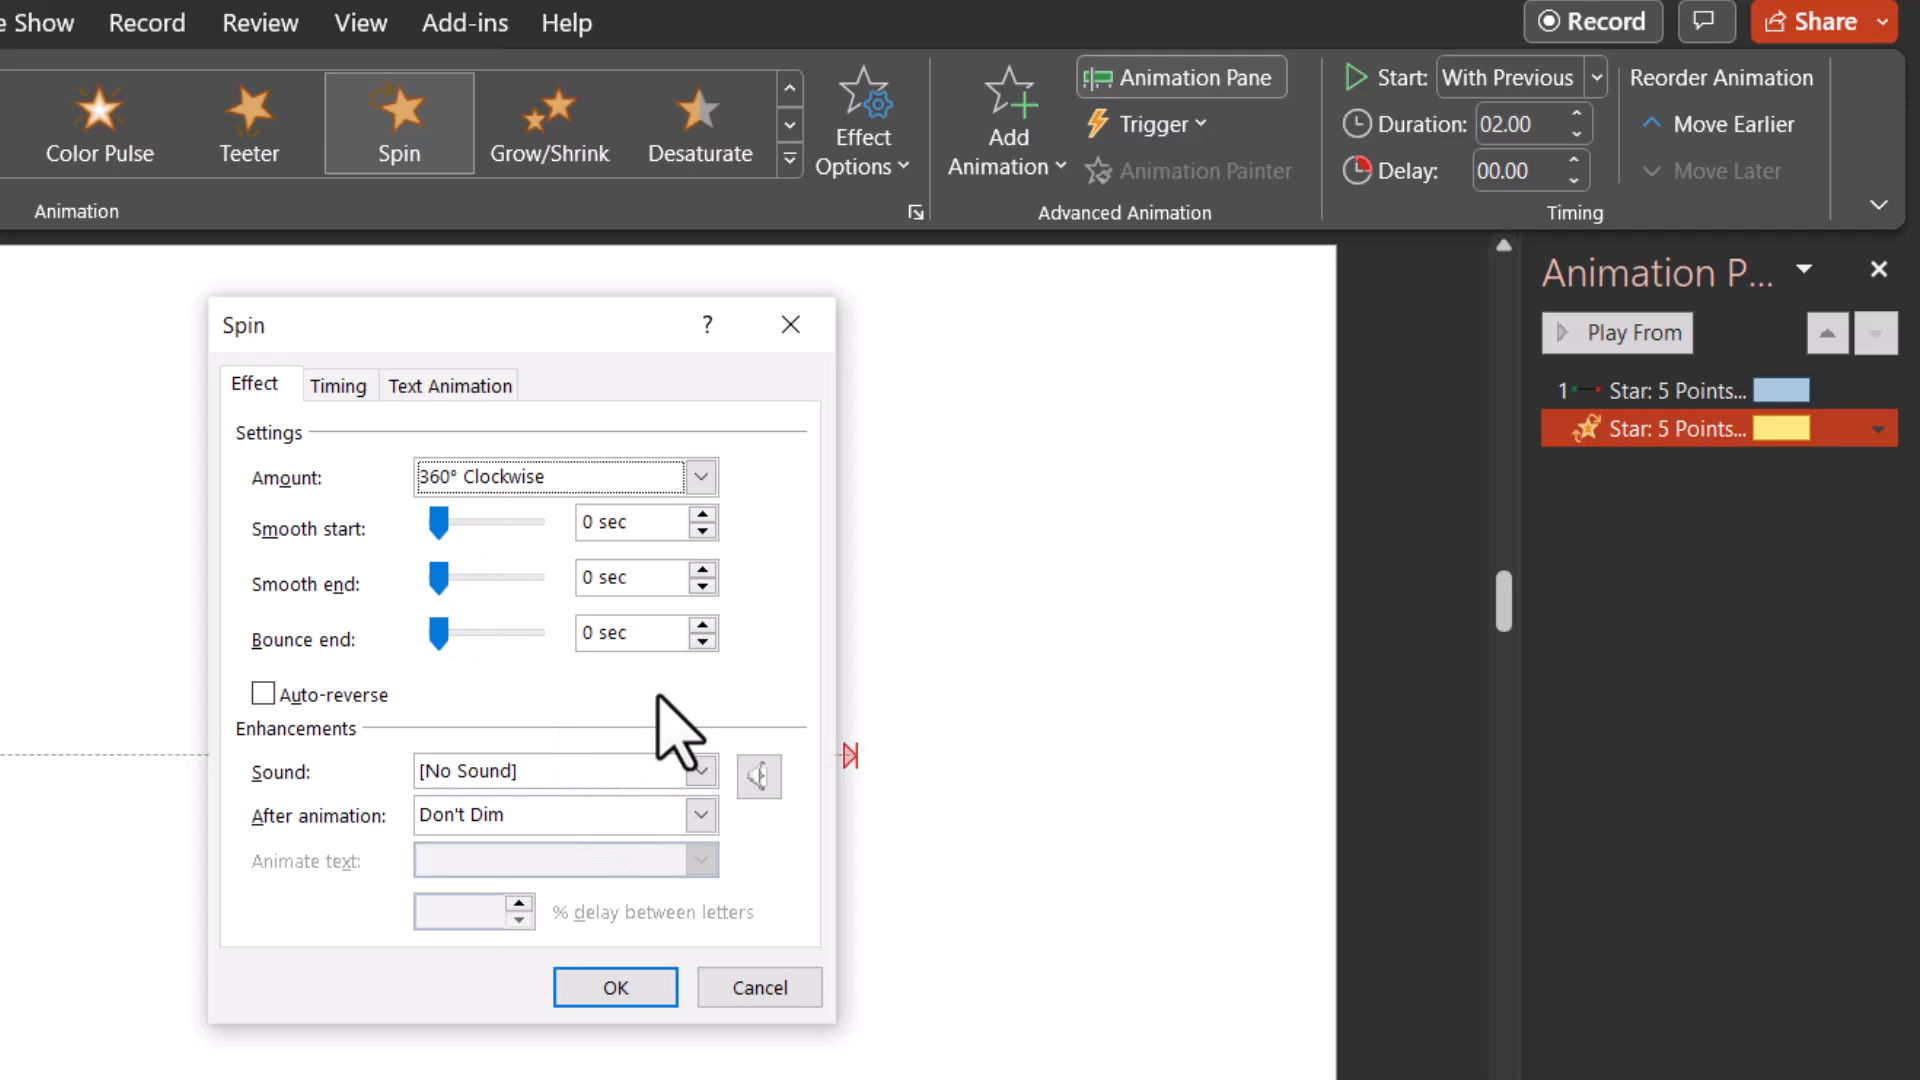 e Show Record Review View Add-ins Help Record Share
Color Pulse Teeter Spin Grow/Shrink Desaturate
Animation
Effect
Options
Add
Animation
Animation Pane
Trigger
Animation Painter
Advanced Animation
Start: With Previous
Duration: 02.00
Delay: 00.00
Reorder Animation
Move Earlier
Move Later
Timing
Spin ?
Effect Timing Text Animation
Settings
Amount: 360° Clockwise
Smooth start: 0 sec
Smooth end: 0 sec
Bounce end: 0 sec
Auto-reverse
Enhancements
Sound: [No Sound]
After animation: Don't Dim
Animate text:
% delay between letters
OK Cancel
Animation P...
Play From
1 Star: 5 Points...
Star: 5 Points...